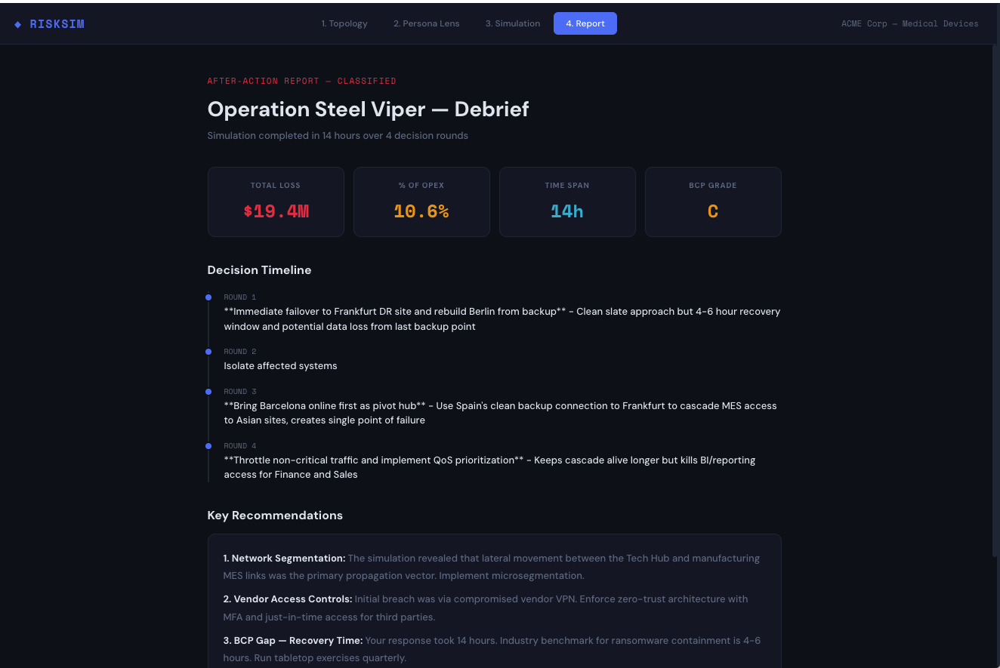 ◆ RISKSIM
1. Topology
2. Persona Lens
3. Simulation
4. Report
ACME Corp — Medical Devices
AFTER-ACTION REPORT — CLASSIFIED
Operation Steel Viper — Debrief
Simulation completed in 14 hours over 4 decision rounds
TOTAL LOSS
$19.4M
% OF OPEX
10.6%
TIME SPAN
14h
BCP GRADE
C
Decision Timeline
ROUND 1
**Immediate failover to Frankfurt DR site and rebuild Berlin from backup** - Clean slate approach but 4-6 hour recovery
window and potential data loss from last backup point
ROUND 2
Isolate affected systems
ROUND 3
**Bring Barcelona online first as pivot hub** - Use Spain's clean backup connection to Frankfurt to cascade MES access
to Asian sites, creates single point of failure
ROUND 4
**Throttle non-critical traffic and implement QoS prioritization** - Keeps cascade alive longer but kills BI/reporting
access for Finance and Sales
Key Recommendations
1. Network Segmentation: The simulation revealed that lateral movement between the Tech Hub and manufacturing
MES links was the primary propagation vector. Implement microsegmentation.
2. Vendor Access Controls: Initial breach was via compromised vendor VPN. Enforce zero-trust architecture with
MFA and just-in-time access for third parties.
3. BCP Gap — Recovery Time: Your response took 14 hours. Industry benchmark for ransomware containment is 4-6
hours. Run tabletop exercises quarterly.